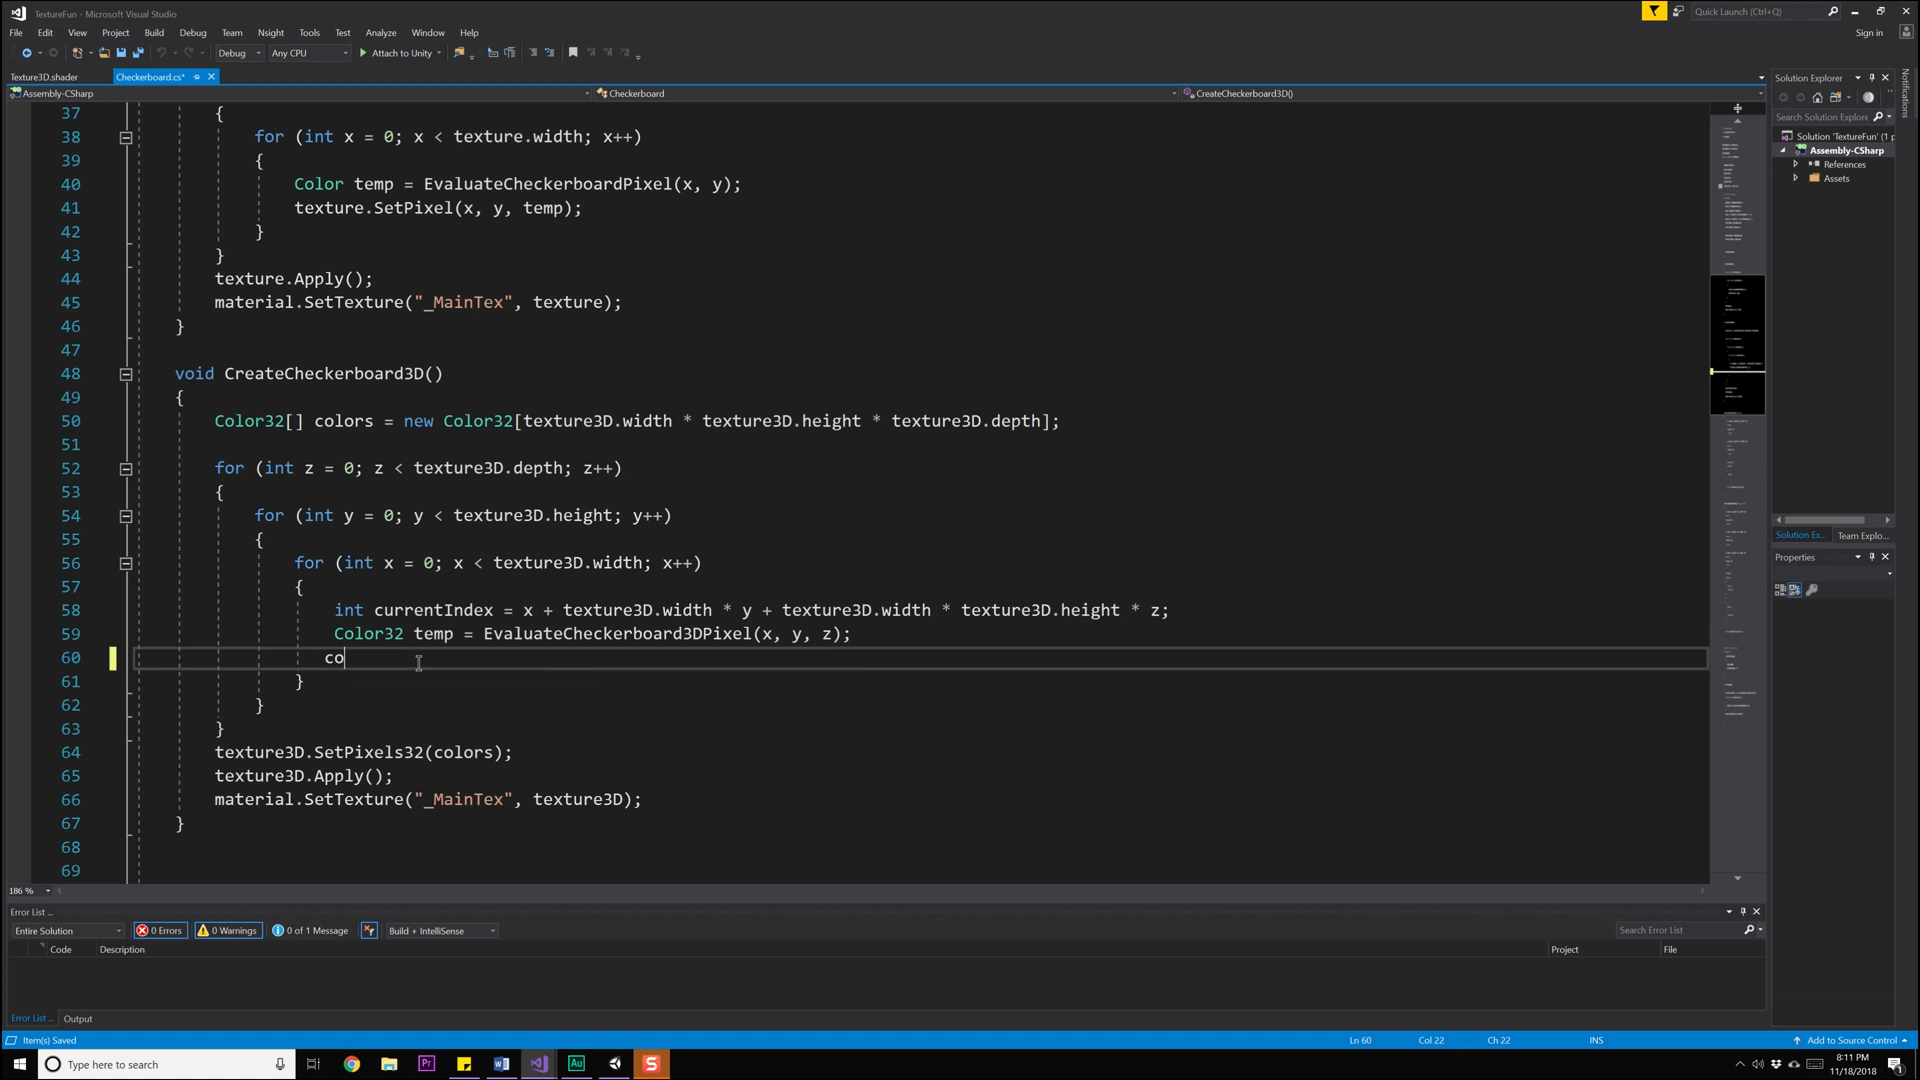 TextureFun - Microsoft Visual Studio
Quick Launch (Ctrl+Q)
File Edit View Project Build Debug Team Nsight Tools Test Analyze Window Help
Sign in
Debug Any CPU Attach to Unity
Texture3D.shader Checkerboard.cs*
Assembly-CSharp Checkerboard CreateCheckerboard3D()
37 {
38 for (int x = 0; x < texture.width; x++)
39 {
40 Color temp = EvaluateCheckerboardPixel(x, y);
41 texture.SetPixel(x, y, temp);
42 }
43 }
44 texture.Apply();
45 material.SetTexture("_MainTex", texture);
46 }
47
48 void CreateCheckerboard3D()
49 {
50 Color32[] colors = new Color32[texture3D.width * texture3D.height * texture3D.depth];
51
52 for (int z = 0; z < texture3D.depth; z++)
53 {
54 for (int y = 0; y < texture3D.height; y++)
55 {
56 for (int x = 0; x < texture3D.width; x++)
57 {
58 int currentIndex = x + texture3D.width * y + texture3D.width * texture3D.height * z;
59 Color32 temp = EvaluateCheckerboard3DPixel(x, y, z);
60 co
61 }
62 }
63 }
64 texture3D.SetPixels32(colors);
65 texture3D.Apply();
66 material.SetTexture("_MainTex", texture3D);
67 }
68
69
186 %
Solution Explorer
Search Solution Explore
Solution 'TextureFun' (1 p
Assembly-CSharp
References
Assets
Solution Ex... Team Explo...
Properties
Notifications
Error List ...
Entire Solution 0 Errors 0 Warnings 0 of 1 Message Build + IntelliSense Search Error List
Code Description Project File
Error List ... Output
Item(s) Saved Ln 60 Col 22 Ch 22 INS Add to Source Control
Type here to search
Pr Au S
8:11 PM
11/18/2018